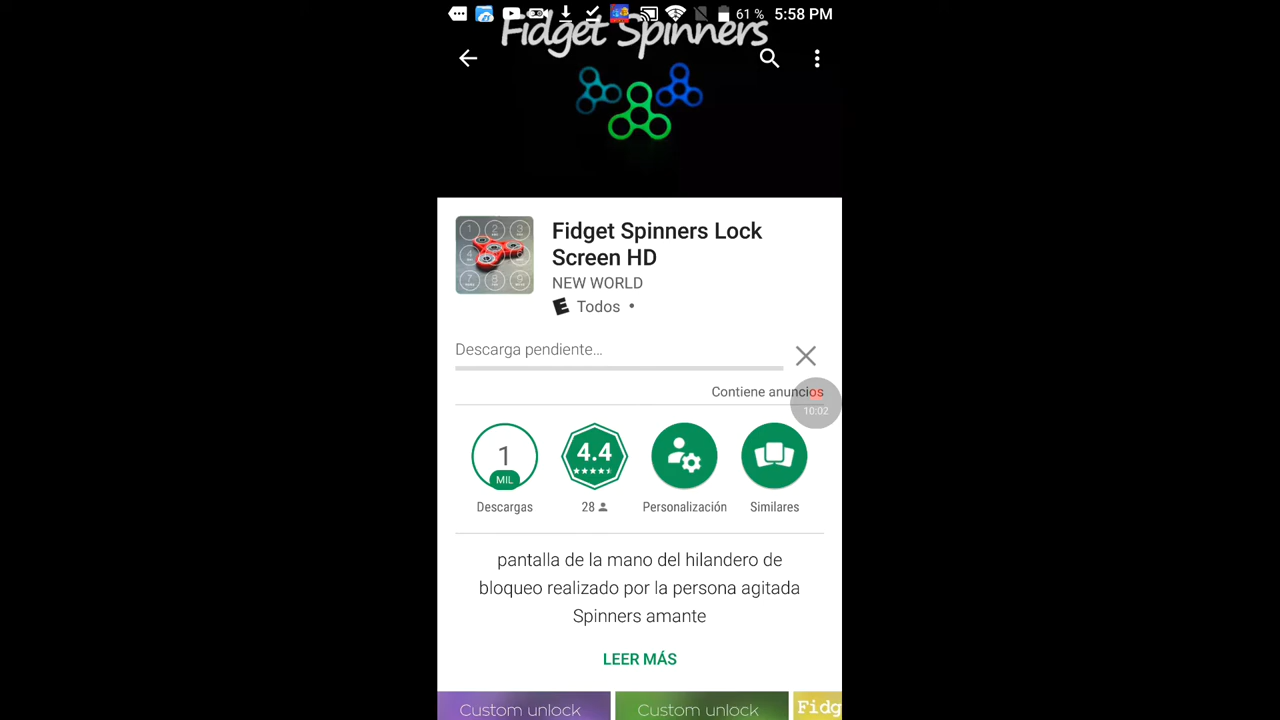 61 % 5:58 PM
Fidget Spinners
Fidget Spinners Lock
Screen HD
NEW WORLD
E Todos •
Descarga pendiente...
Contiene anuncios
10:02
1
MIL
4.4
Descargas
28
Personalización
Similares
pantalla de la mano del hilandero de
bloqueo realizado por la persona agitada
Spinners amante
LEER MÁS
Custom unlock
Custom unlock
Fidg